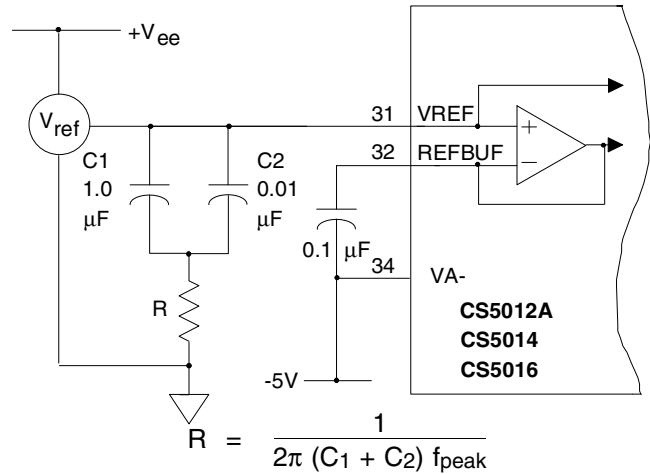 +Vee
Vref
31 VREF
+
C1 C2 32 REFBUF
−
1.0 0.01
μF μF
0.1 μF 34 VA-
R
CS5012A
CS5014
CS5016
-5V
R = 1 / 2π (C1 + C2) fpeak